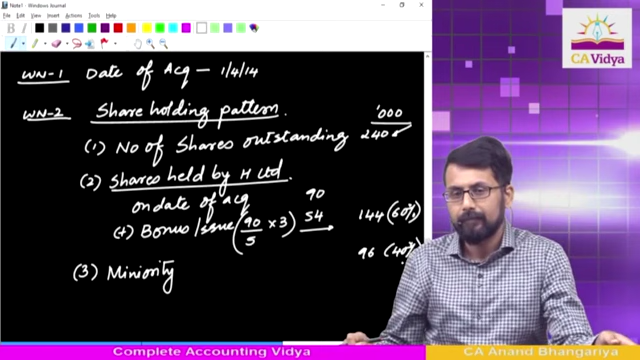 Note1 - Windows Journal
File Edit View Insert Actions Tools Help
CA Vidya
WN-1 Date of Acq — 1/4/14
WN-2 Share holding pattern.
'000
(1) No of Shares outstanding 240
(2) Shares held by H Ltd
on date of acq 90
(+) Bonus Issue (90/5 × 3) 54 144 (60%)
(3) Miniority 96 (40%)
Complete Accounting Vidya CA Anand Bhangariya